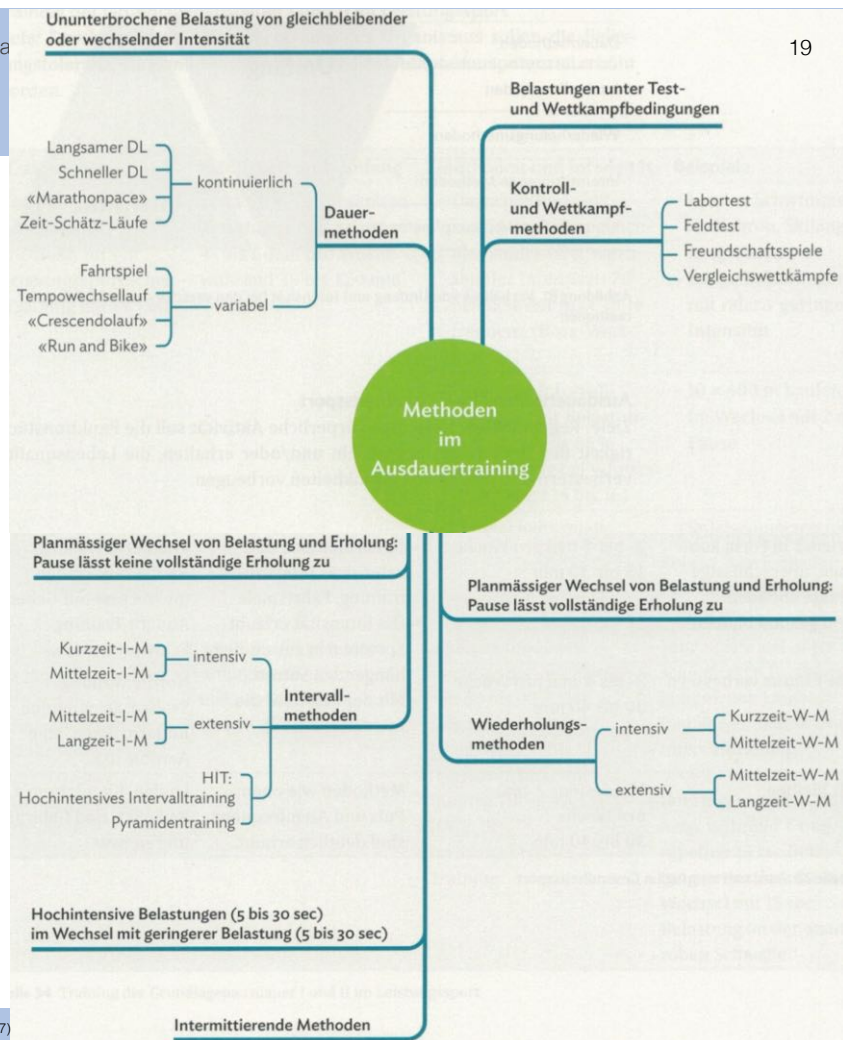 19
a
Ununterbrochene Belastung von gleichbleibender
oder wechselnder Intensität
Langsamer DL
Schneller DL
«Marathonpace»
Zeit-Schätz-Läufe
kontinuierlich
Fahrtspiel
Tempowechsellauf
«Crescendolauf»
«Run and Bike»
variabel
Dauer-
methoden
Belastungen unter Test-
und Wettkampfbedingungen
Kontroll-
und Wettkampf-
methoden
Labortest
Feldtest
Freundschaftsspiele
Vergleichswettkämpfe
Methoden
im
Ausdauertraining
Planmässiger Wechsel von Belastung und Erholung:
Pause lässt keine vollständige Erholung zu
Kurzzeit-I-M
Mittelzeit-I-M
intensiv
Mittelzeit-I-M
Langzeit-I-M
extensiv
HIT:
Hochintensives Intervalltraining
Pyramidentraining
Intervall-
methoden
Planmässiger Wechsel von Belastung und Erholung:
Pause lässt vollständige Erholung zu
Wiederholungs-
methoden
intensiv
Kurzzeit-W-M
Mittelzeit-W-M
extensiv
Mittelzeit-W-M
Langzeit-W-M
Hochintensive Belastungen (5 bis 30 sec)
im Wechsel mit geringerer Belastung (5 bis 30 sec)
Intermittierende Methoden
7)